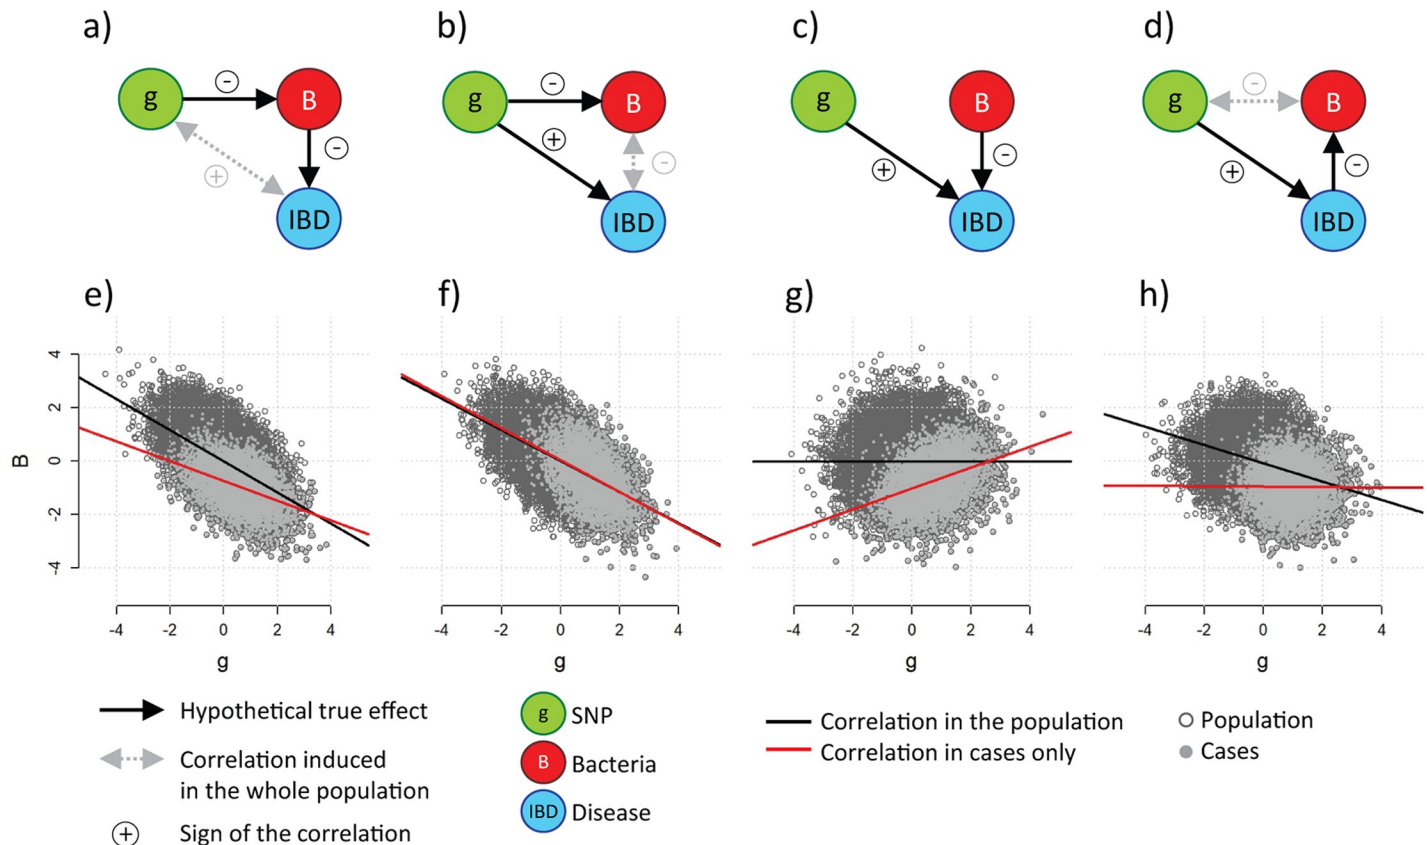 a) b) c) d)
g - B g - B g B g - B
+ - + - + - + -
IBD IBD IBD IBD
e) f) g) h)
B
4
2
0
-2
-4
-4 -2 0 2 4 -4 -2 0 2 4 -4 -2 0 2 4 -4 -2 0 2 4
g g g g
Hypothetical true effect
Correlation induced
in the whole population
+ Sign of the correlation
g SNP
B Bacteria
IBD Disease
Correlation in the population
Correlation in cases only
Population
Cases